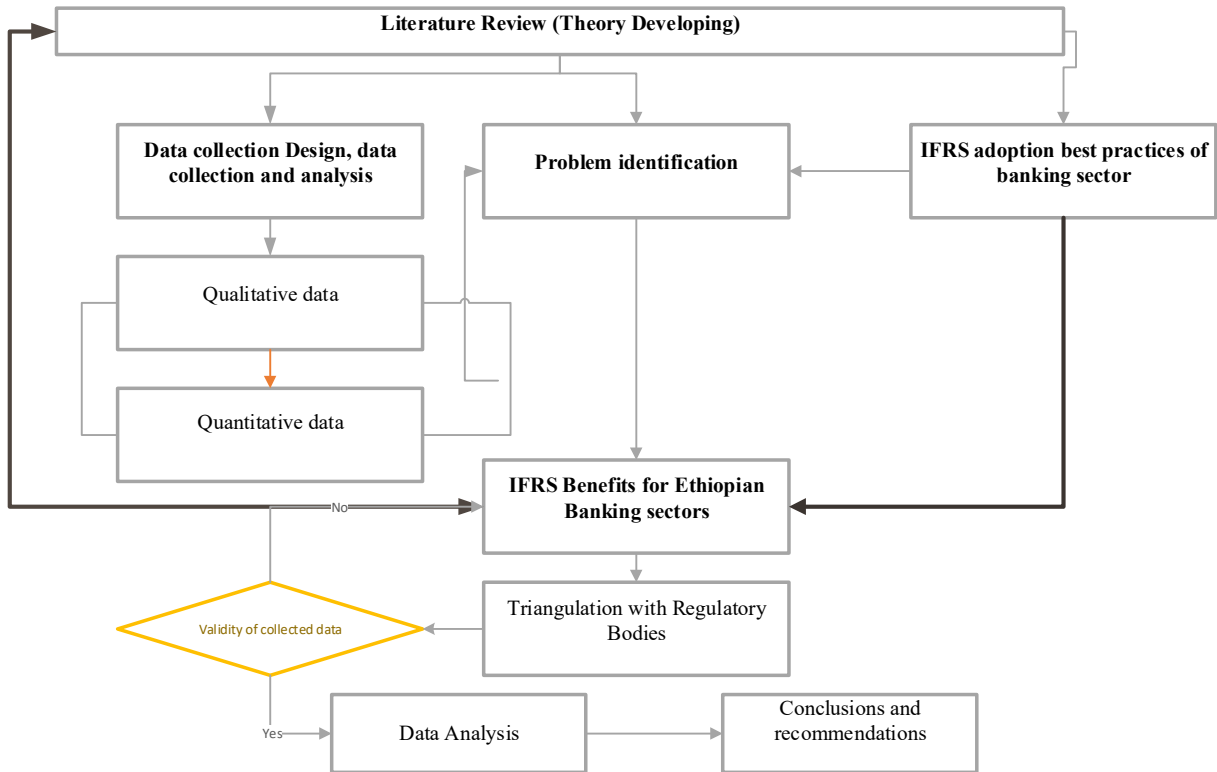 Literature Review (Theory Developing)
Data collection Design, data
collection and analysis
Problem identification
IFRS adoption best practices of
banking sector
Qualitative data
Quantitative data
IFRS Benefits for Ethiopian
Banking sectors
No
Triangulation with Regulatory
Bodies
Validity of collected data
Yes
Data Analysis
Conclusions and
recommendations